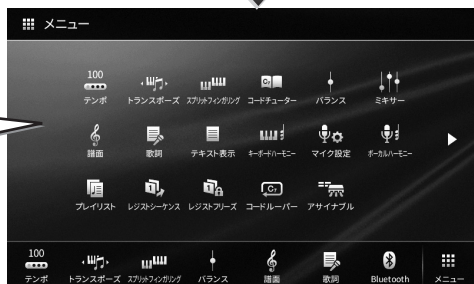 メニュー
100
テンポ
トランスポーズ
スプリットフィンガリング
C7
コードチューター
バランス
ミキサー
譜面
歌詞
テキスト表示
キーボードハーモニー
マイク設定
ボーカルハーモニー
プレイリスト
1
レジストシーケンス
1
レジストフリーズ
C7
コードルーパー
アサイナブル
100
テンポ
トランスポーズ
スプリットフィンガリング
バランス
譜面
歌詞
Bluetooth
メニュー